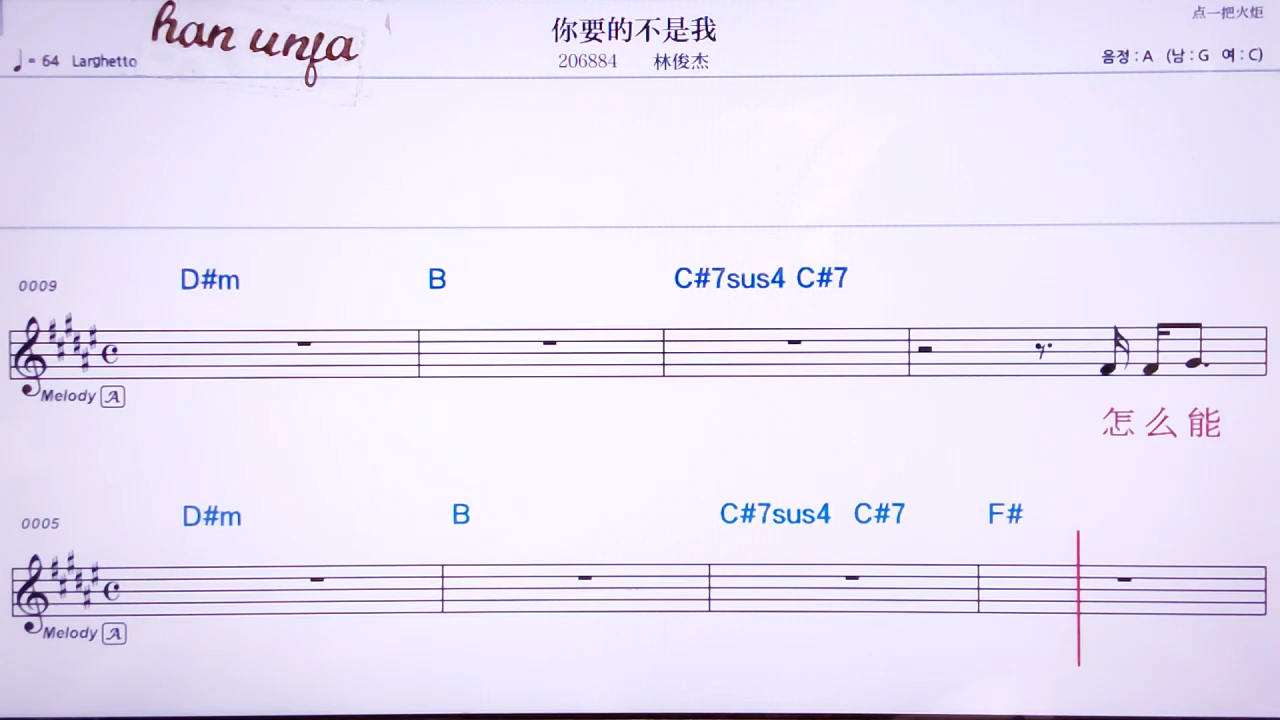 han unfa
你要的不是我
点一把火炬
♩= 64 Larghetto
206884 林俊杰
음정 : A (남 : G 여 : C)
0009 D#m B C#7sus4 C#7
Melody A
怎么能
0005 D#m B C#7sus4 C#7 F#
Melody A